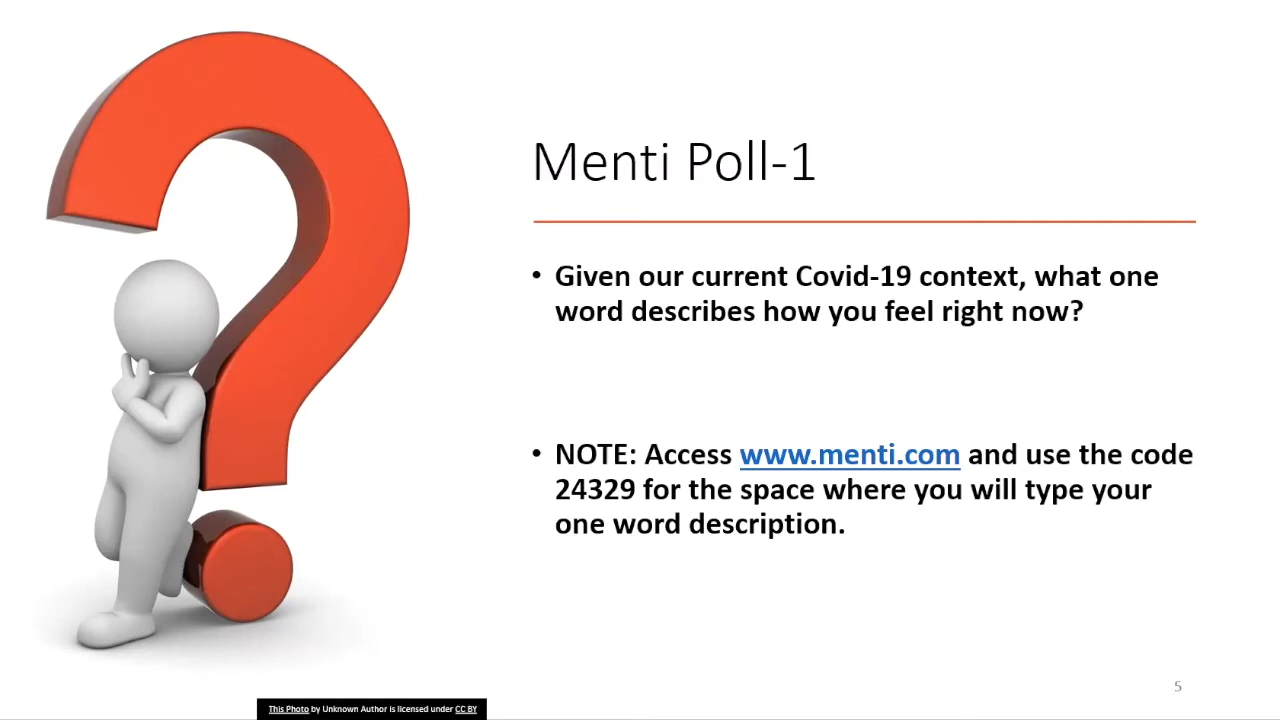 Menti Poll-1
• Given our current Covid-19 context, what one
word describes how you feel right now?
• NOTE: Access www.menti.com and use the code
24329 for the space where you will type your
one word description.
5
This Photo by Unknown Author is licensed under CC BY